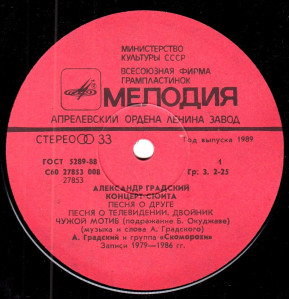 МИНИСТЕРСТВО
КУЛЬТУРЫ СССР
ВСЕСОЮЗНАЯ ФИРМА
ГРАМПЛАСТИНОК
МЕЛОДИЯ
АПРЕЛЕВСКИЙ ОРДЕНА ЛЕНИНА ЗАВОД
СТЕРЕО 33
Год выпуска 1989
ГОСТ 5289-88
1
С60 27853 008
Гр: 3. 2-25
27853
АЛЕКСАНДР ГРАДСКИЙ
КОНЦЕРТ-СЮИТА
ПЕСНЯ О ДРУГЕ
ПЕСНЯ О ТЕЛЕВИДЕНИИ, ДВОЙНИК
ЧУЖОЙ МОТИВ (подражание Б. Окуджаве)
(музыка и слова А. Градского)
А. Градский и группа «Скоморохи»
Записи 1979—1986 гг.